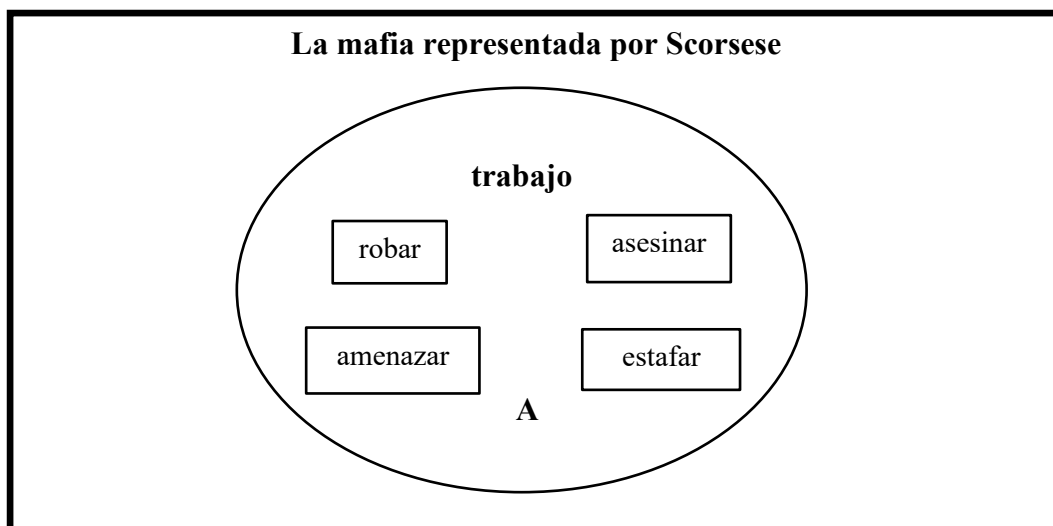 La mafia representada por Scorsese
trabajo
robar
asesinar
amenazar
estafar
A